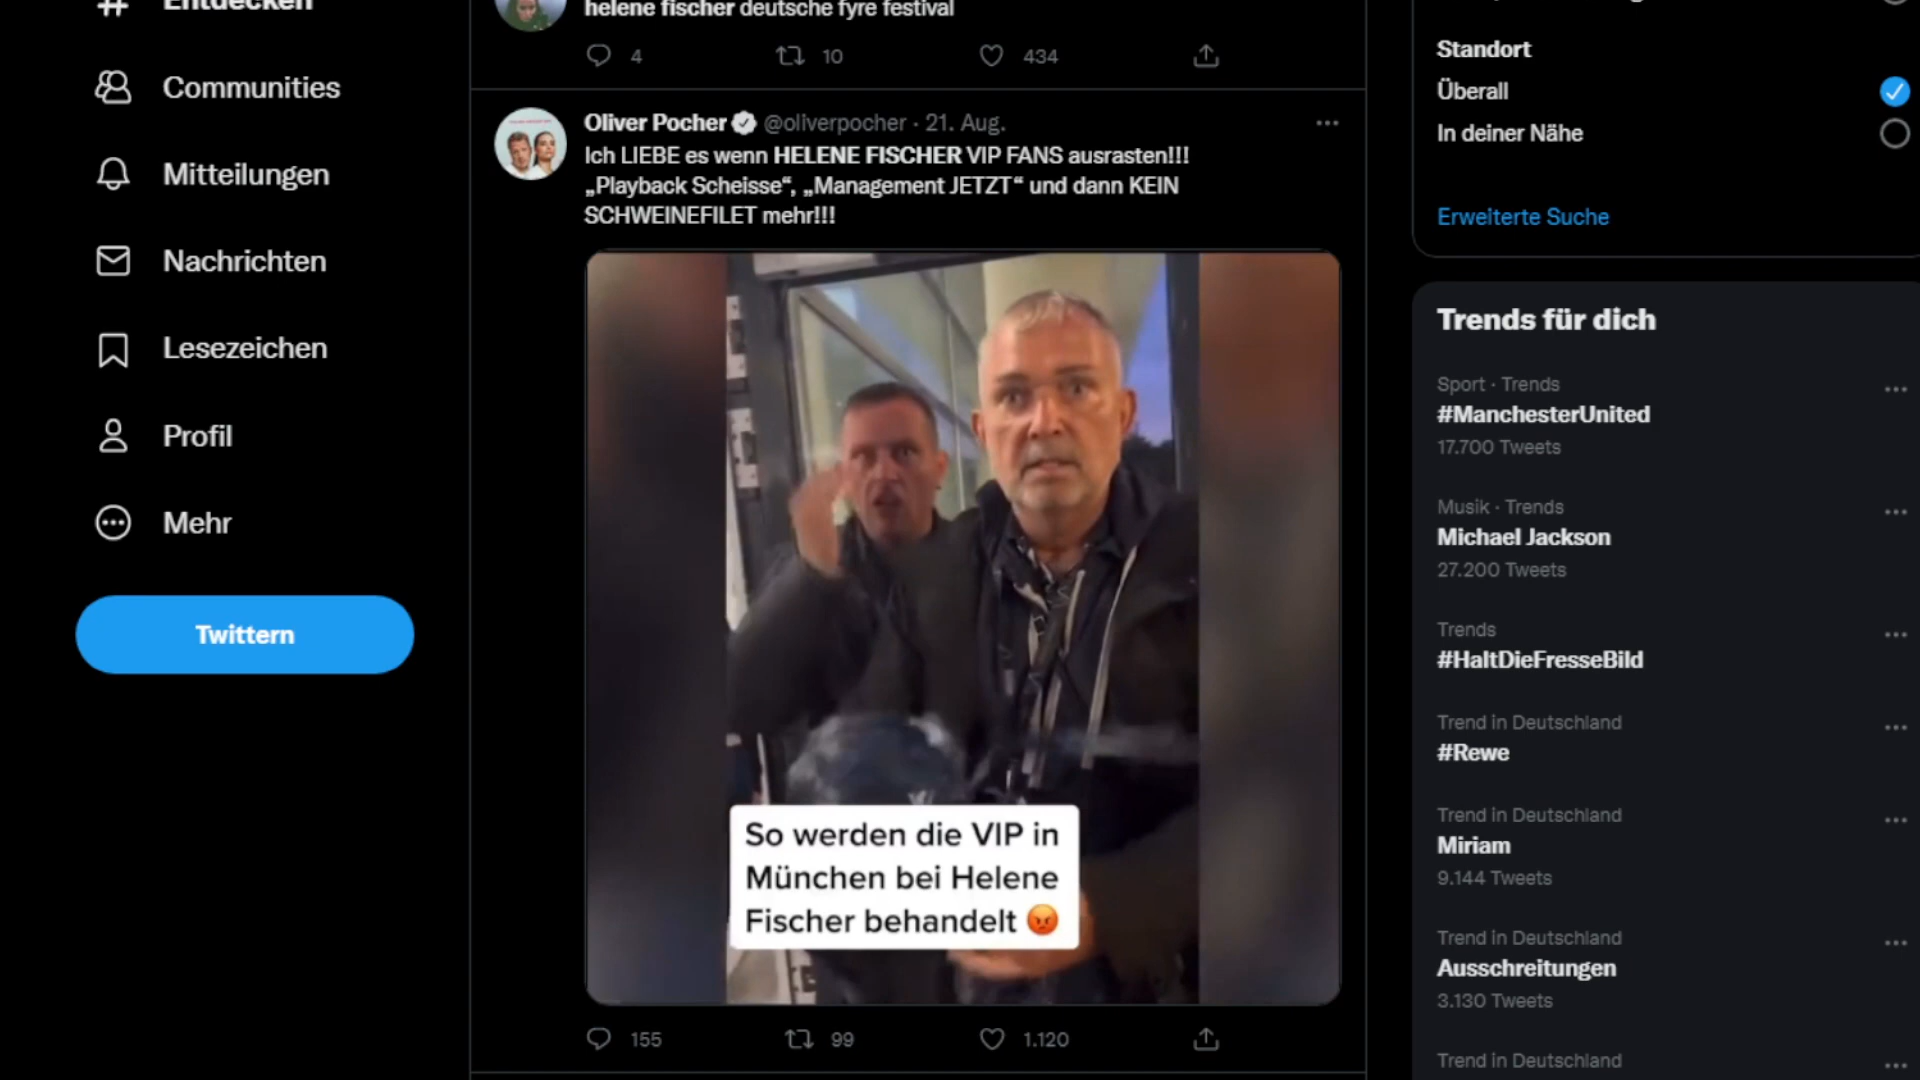 Entdecken
Communities
Mitteilungen
Nachrichten
Lesezeichen
Profil
Mehr
Twittern
helene fischer deutsche fyre festival
4 10 434
Oliver Pocher @oliverpocher · 21. Aug.
Ich LIEBE es wenn HELENE FISCHER VIP FANS ausrasten!!!
„Playback Scheisse“, „Management JETZT“ und dann KEIN
SCHWEINEFILET mehr!!!
So werden die VIP in
München bei Helene
Fischer behandelt 😡
155 99 1.120
Standort
Überall
In deiner Nähe
Erweiterte Suche
Trends für dich
Sport · Trends
#ManchesterUnited
17.700 Tweets
Musik · Trends
Michael Jackson
27.200 Tweets
Trends
#HaltDieFresseBild
Trend in Deutschland
#Rewe
Trend in Deutschland
Miriam
9.144 Tweets
Trend in Deutschland
Ausschreitungen
3.130 Tweets
Trend in Deutschland